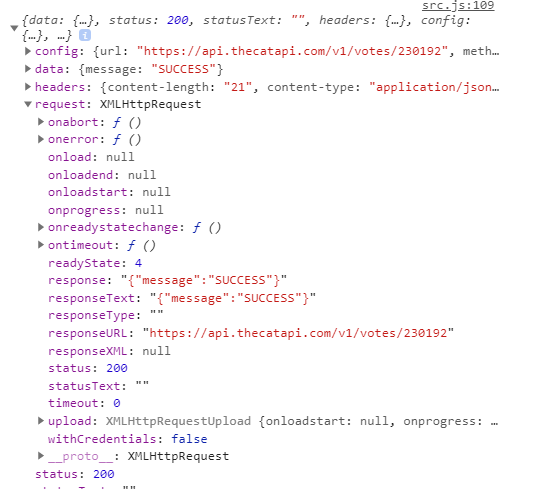 src.js:109
{data: {…}, status: 200, statusText: "", headers: {…}, config:
{…}, …} i
config: {url: "https://api.thecatapi.com/v1/votes/230192", meth…
data: {message: "SUCCESS"}
headers: {content-length: "21", content-type: "application/json…
request: XMLHttpRequest
onabort: ƒ ()
onerror: ƒ ()
onload: null
onloadend: null
onloadstart: null
onprogress: null
onreadystatechange: ƒ ()
ontimeout: ƒ ()
readyState: 4
response: "{"message":"SUCCESS"}"
responseText: "{"message":"SUCCESS"}"
responseType: ""
responseURL: "https://api.thecatapi.com/v1/votes/230192"
responseXML: null
status: 200
statusText: ""
timeout: 0
upload: XMLHttpRequestUpload {onloadstart: null, onprogress: …
withCredentials: false
__proto__: XMLHttpRequest
status: 200